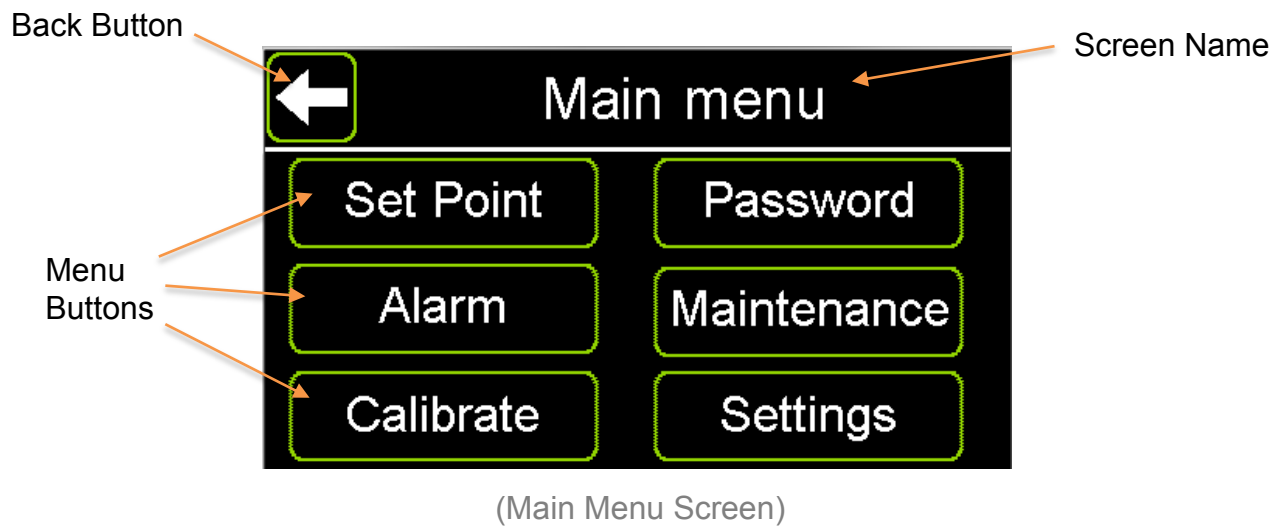 Back Button
Screen Name
Main menu
Set Point
Password
Menu
Buttons
Alarm
Maintenance
Calibrate
Settings
(Main Menu Screen)